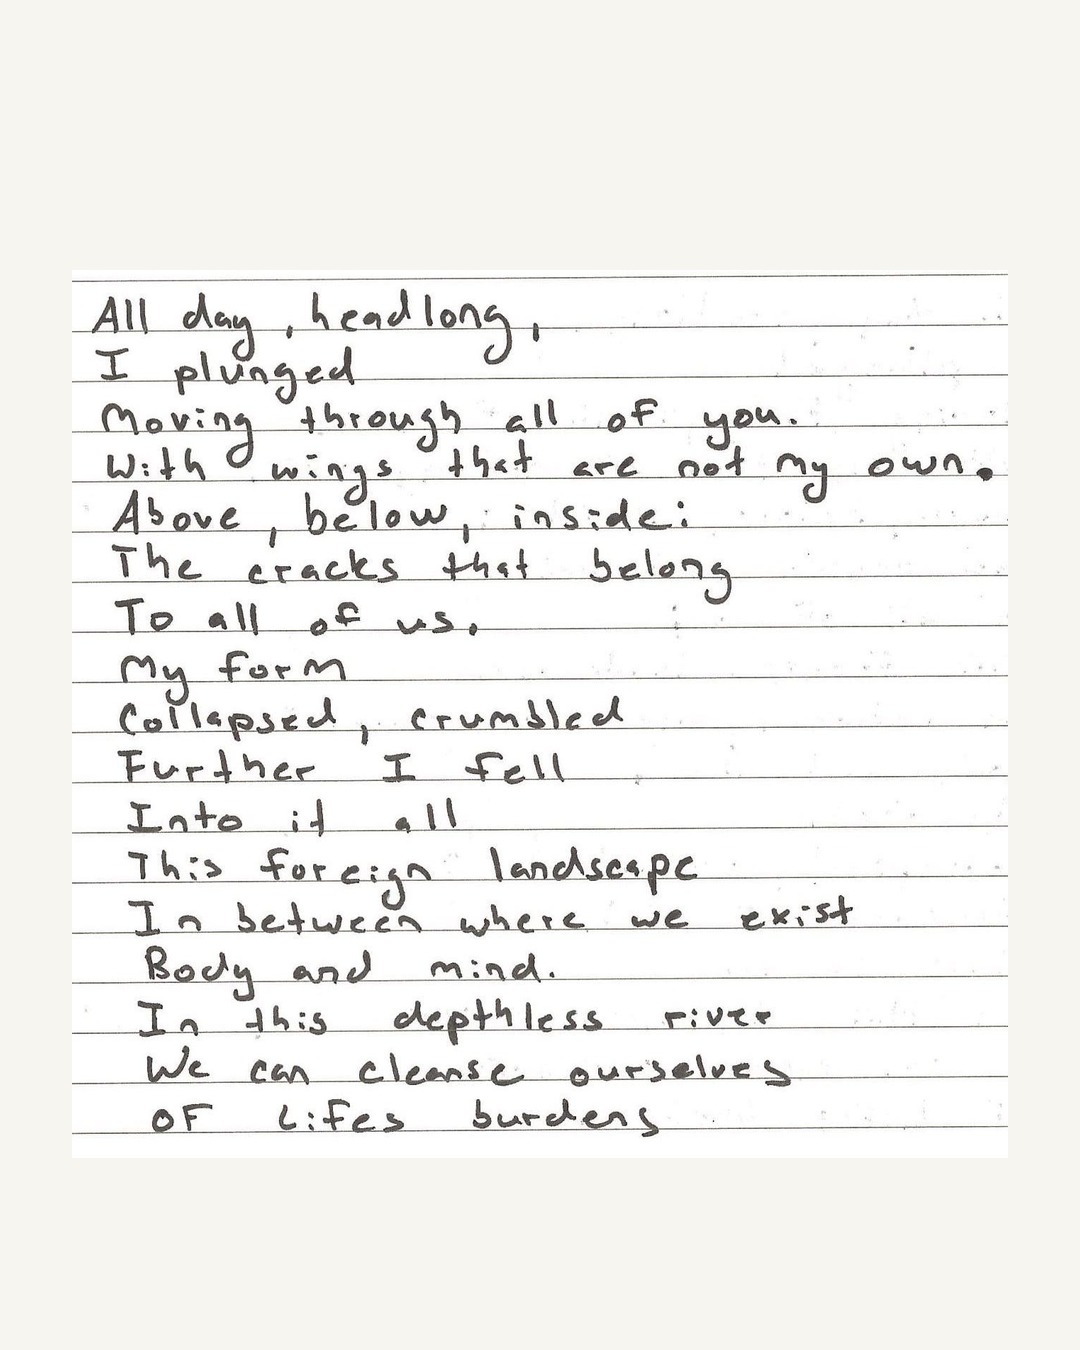 All day, headlong,
I plunged
Moving through all of you.
With wings that are not my own.
Above, below, inside:
The cracks that belong
To all of us.
My form
Collapsed, crumbled
Further I fell
Into it all
This foreign landscape
In between where we exist
Body and mind.
In this depthless river
We can cleanse ourselves
OF Lifes burdens